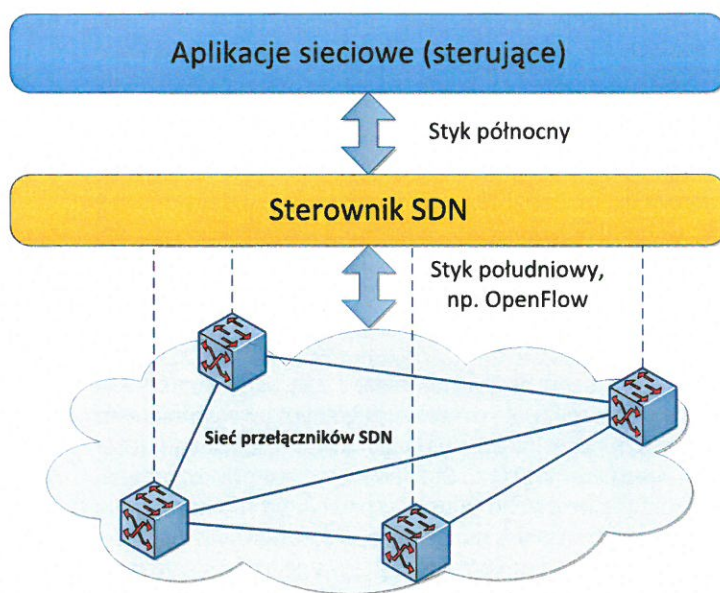 Aplikacje sieciowe (sterujące)
Styk północny
Sterownik SDN
Styk południowy,
np. OpenFlow
Sieć przełączników SDN